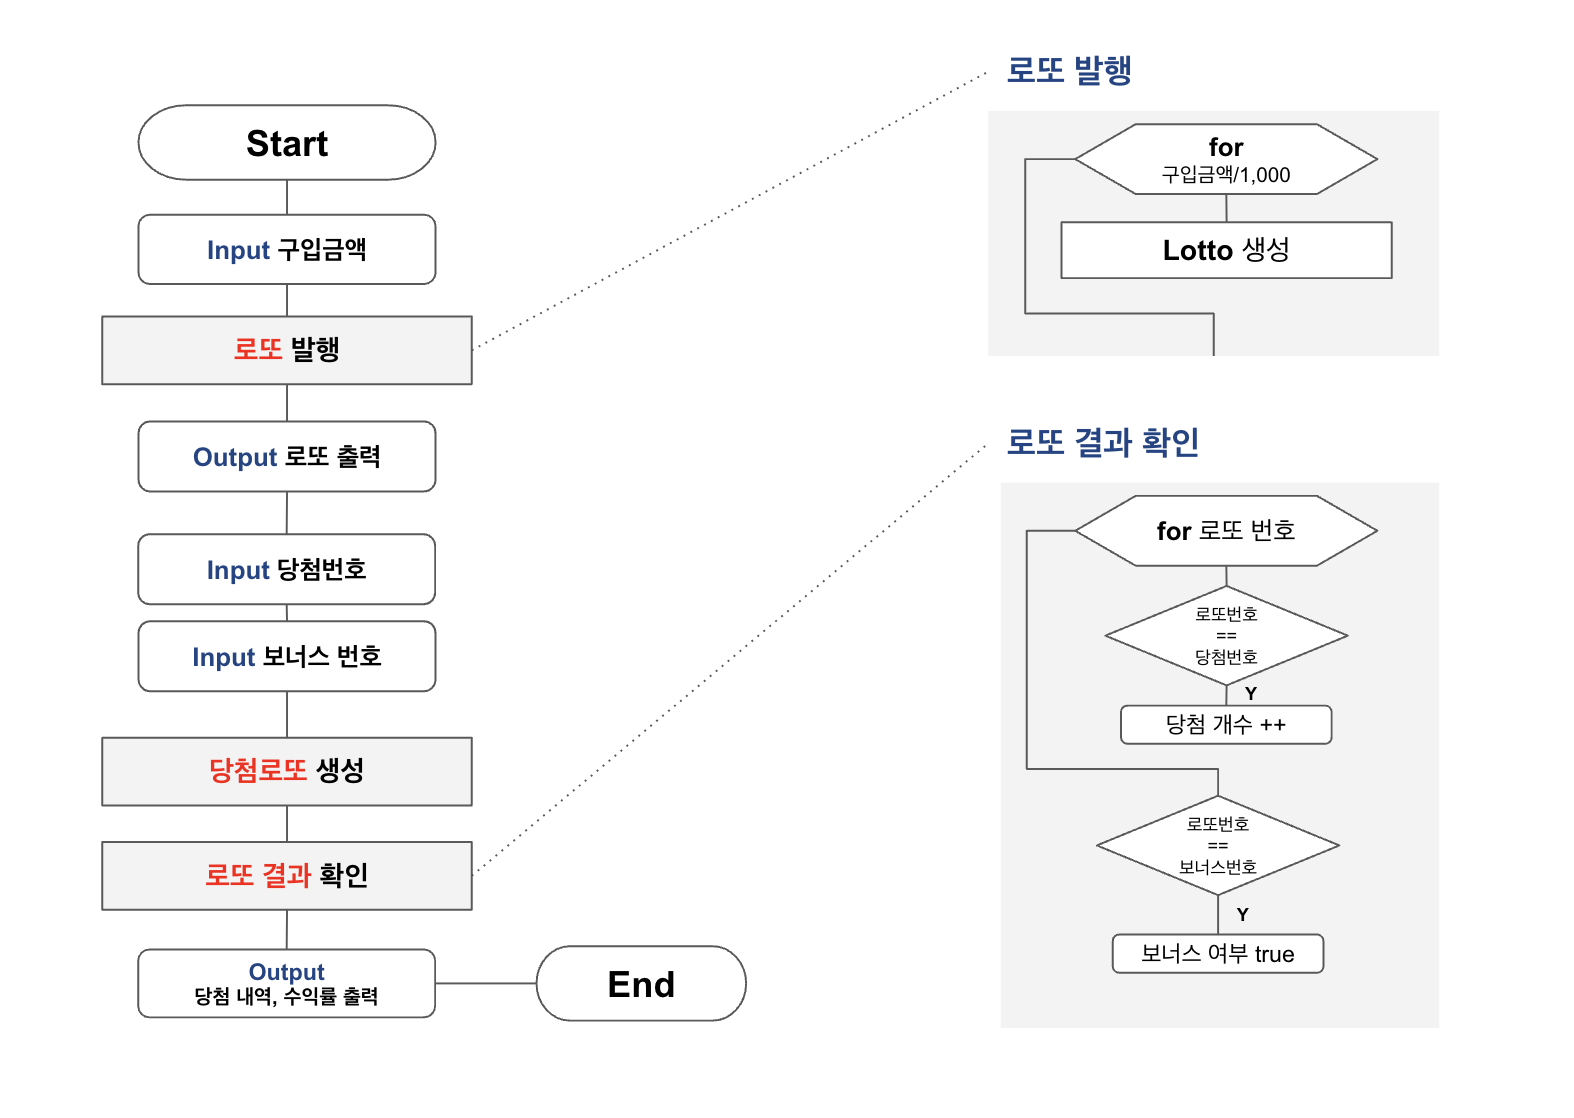 Start
Input 구입금액
로또 발행
Output 로또 출력
Input 당첨번호
Input 보너스 번호
당첨로또 생성
로또 결과 확인
Output
당첨 내역, 수익률 출력
End
로또 발행
for
구입금액/1,000
Lotto 생성
로또 결과 확인
for 로또 번호
로또번호
==
당첨번호
Y
당첨 개수 ++
로또번호
==
보너스번호
Y
보너스 여부 true